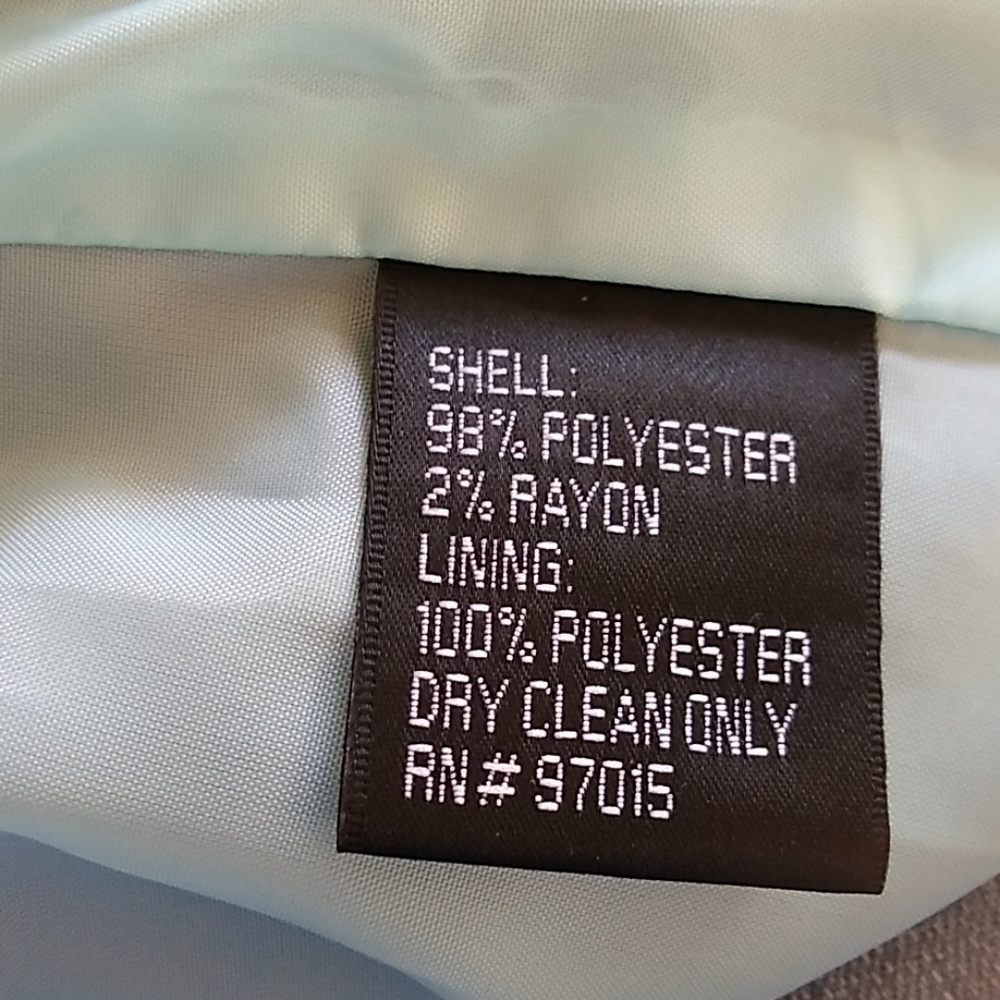 SHELL:
98% POLYESTER
2% RAYON
LINING:
100% POLYESTER
DRY CLEAN ONLY
RN# 97015